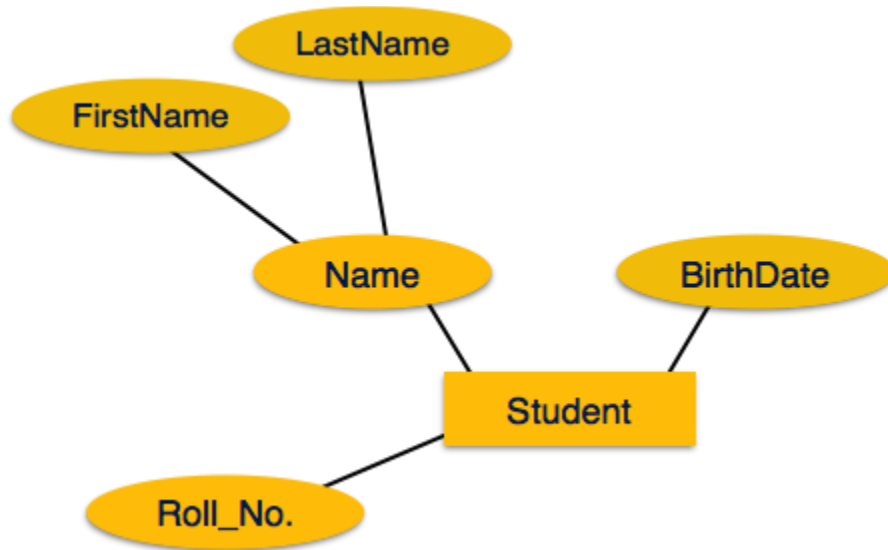 LastName
FirstName
Name
BirthDate
Student
Roll_No.